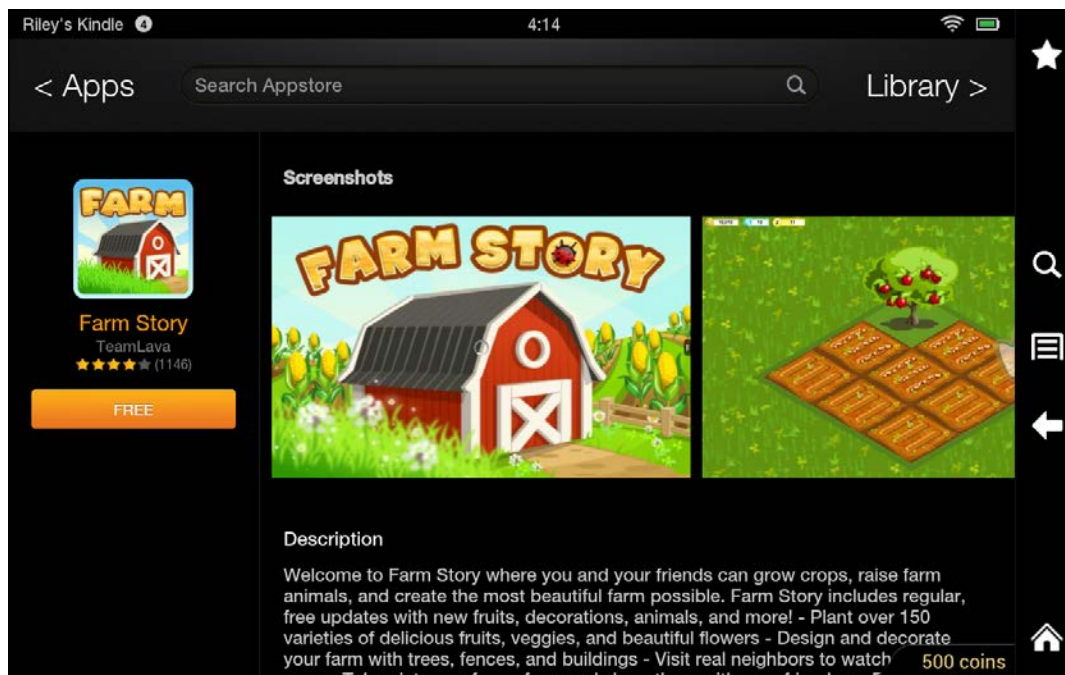 Riley's Kindle 4
4:14
< Apps
Search Appstore
Library >
FARM
Farm Story
TeamLava
(1146)
FREE
Screenshots
FARM STORY
Description
Welcome to Farm Story where you and your friends can grow crops, raise farm
animals, and create the most beautiful farm possible. Farm Story includes regular,
free updates with new fruits, decorations, animals, and more! - Plant over 150
varieties of delicious fruits, veggies, and beautiful flowers - Design and decorate
your farm with trees, fences, and buildings - Visit real neighbors to watch
500 coins